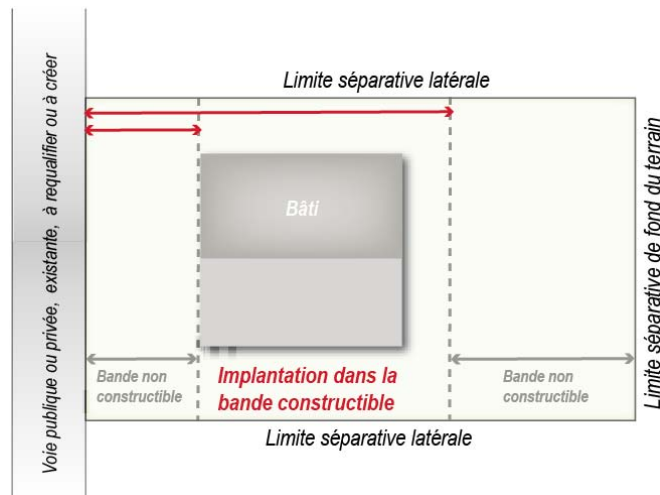 Voie publique ou privée, existante, à requalifier ou à créer
Limite séparative latérale
Bâti
Bande non
constructible
Implantation dans la
bande constructible
Bande non
constructible
Limite séparative latérale
Limite séparative de fond du terrain